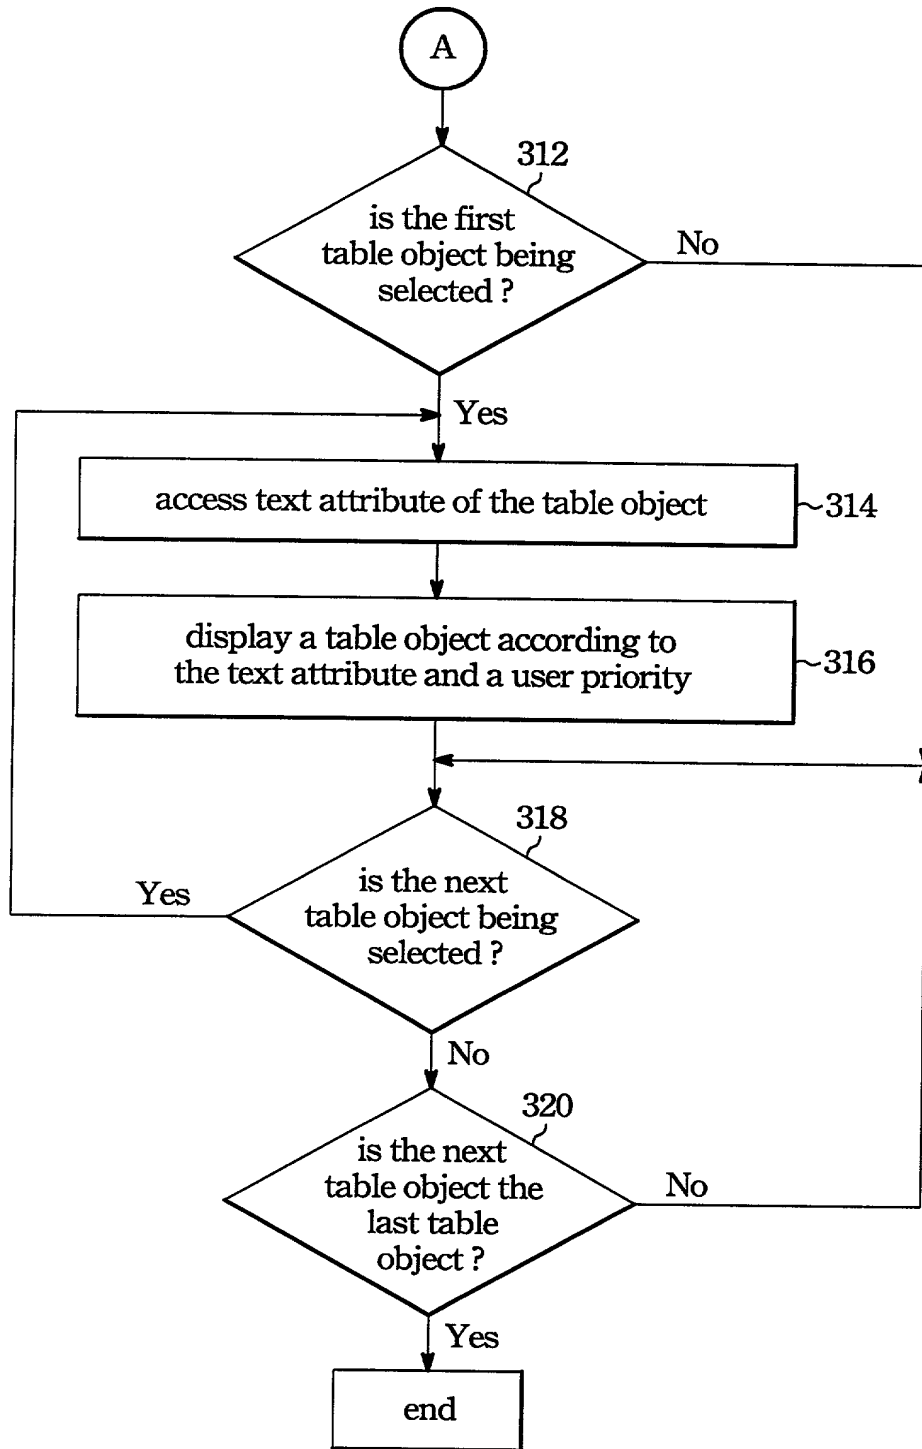 A
312
is the first
table object being
selected ?
No
Yes
access text attribute of the table object
314
display a table object according to
the text attribute and a user priority
316
318
is the next
table object being
selected ?
Yes
No
320
is the next
table object the
last table
object ?
No
Yes
end